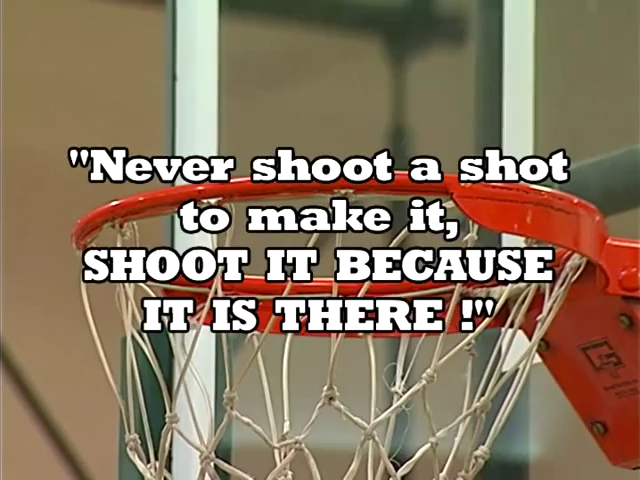 "Never shoot a shot
to make it,
SHOOT IT BECAUSE
IT IS THERE !"